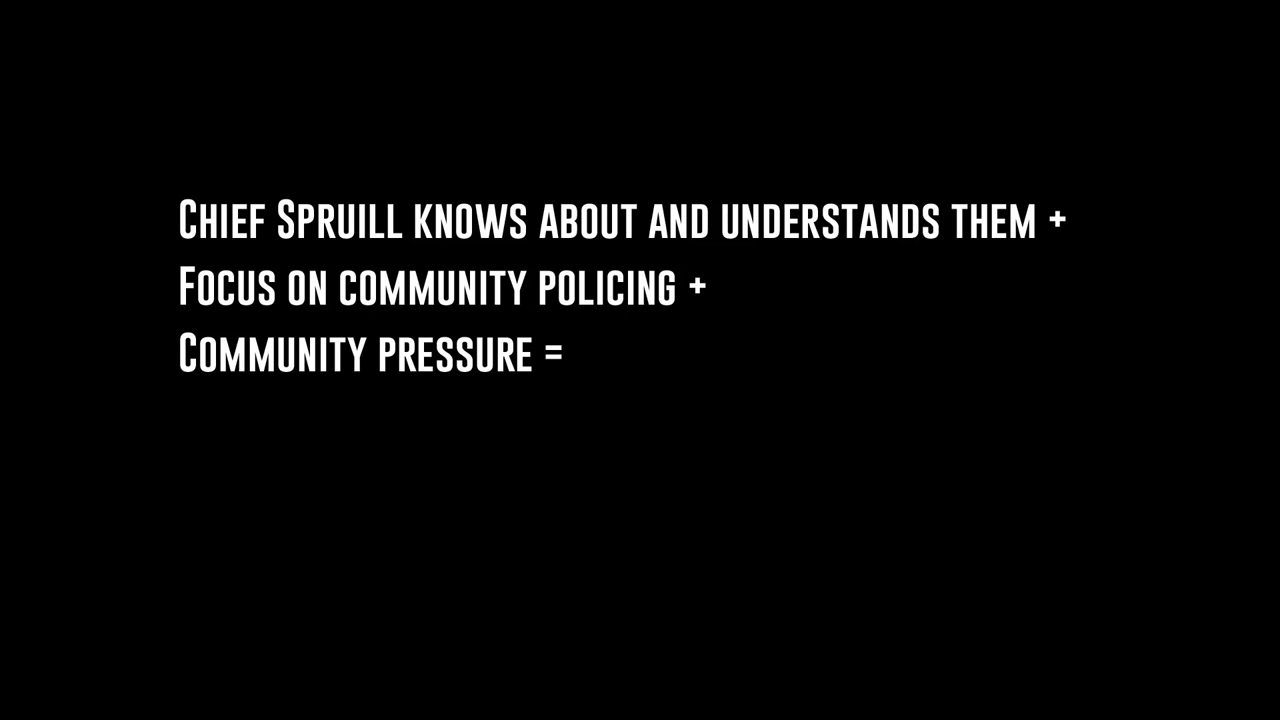 Chief Spruill knows about and understands them +
Focus on community policing +
Community pressure =